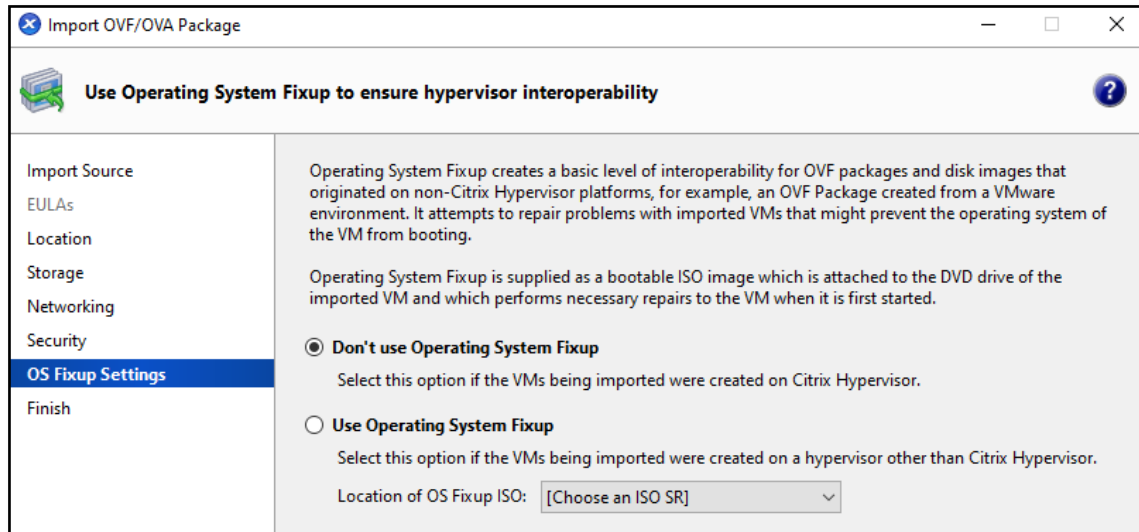 Import OVF/OVA Package
Use Operating System Fixup to ensure hypervisor interoperability
?
Import Source
EULAs
Location
Storage
Networking
Security
OS Fixup Settings
Finish
Operating System Fixup creates a basic level of interoperability for OVF packages and disk images that
originated on non-Citrix Hypervisor platforms, for example, an OVF Package created from a VMware
environment. It attempts to repair problems with imported VMs that might prevent the operating system of
the VM from booting.
Operating System Fixup is supplied as a bootable ISO image which is attached to the DVD drive of the
imported VM and which performs necessary repairs to the VM when it is first started.
Don't use Operating System Fixup
Select this option if the VMs being imported were created on Citrix Hypervisor.
Use Operating System Fixup
Select this option if the VMs being imported were created on a hypervisor other than Citrix Hypervisor.
Location of OS Fixup ISO: [Choose an ISO SR]